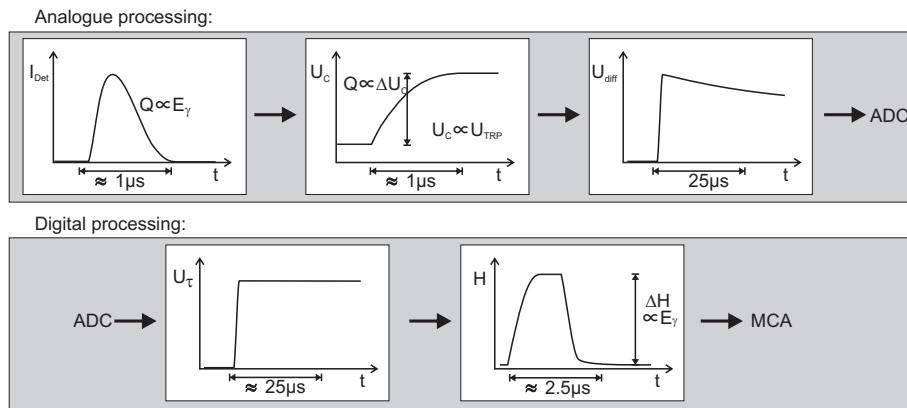 Analogue processing:
I_Det
Q∝E_γ
≈ 1µs
t
U_C
Q∝ΔU_C
U_C∝U_TRP
≈ 1µs
t
U_diff
25µs
t
ADC
Digital processing:
ADC
U_τ
≈ 25µs
t
H
ΔH
∝E_γ
≈ 2.5µs
t
MCA